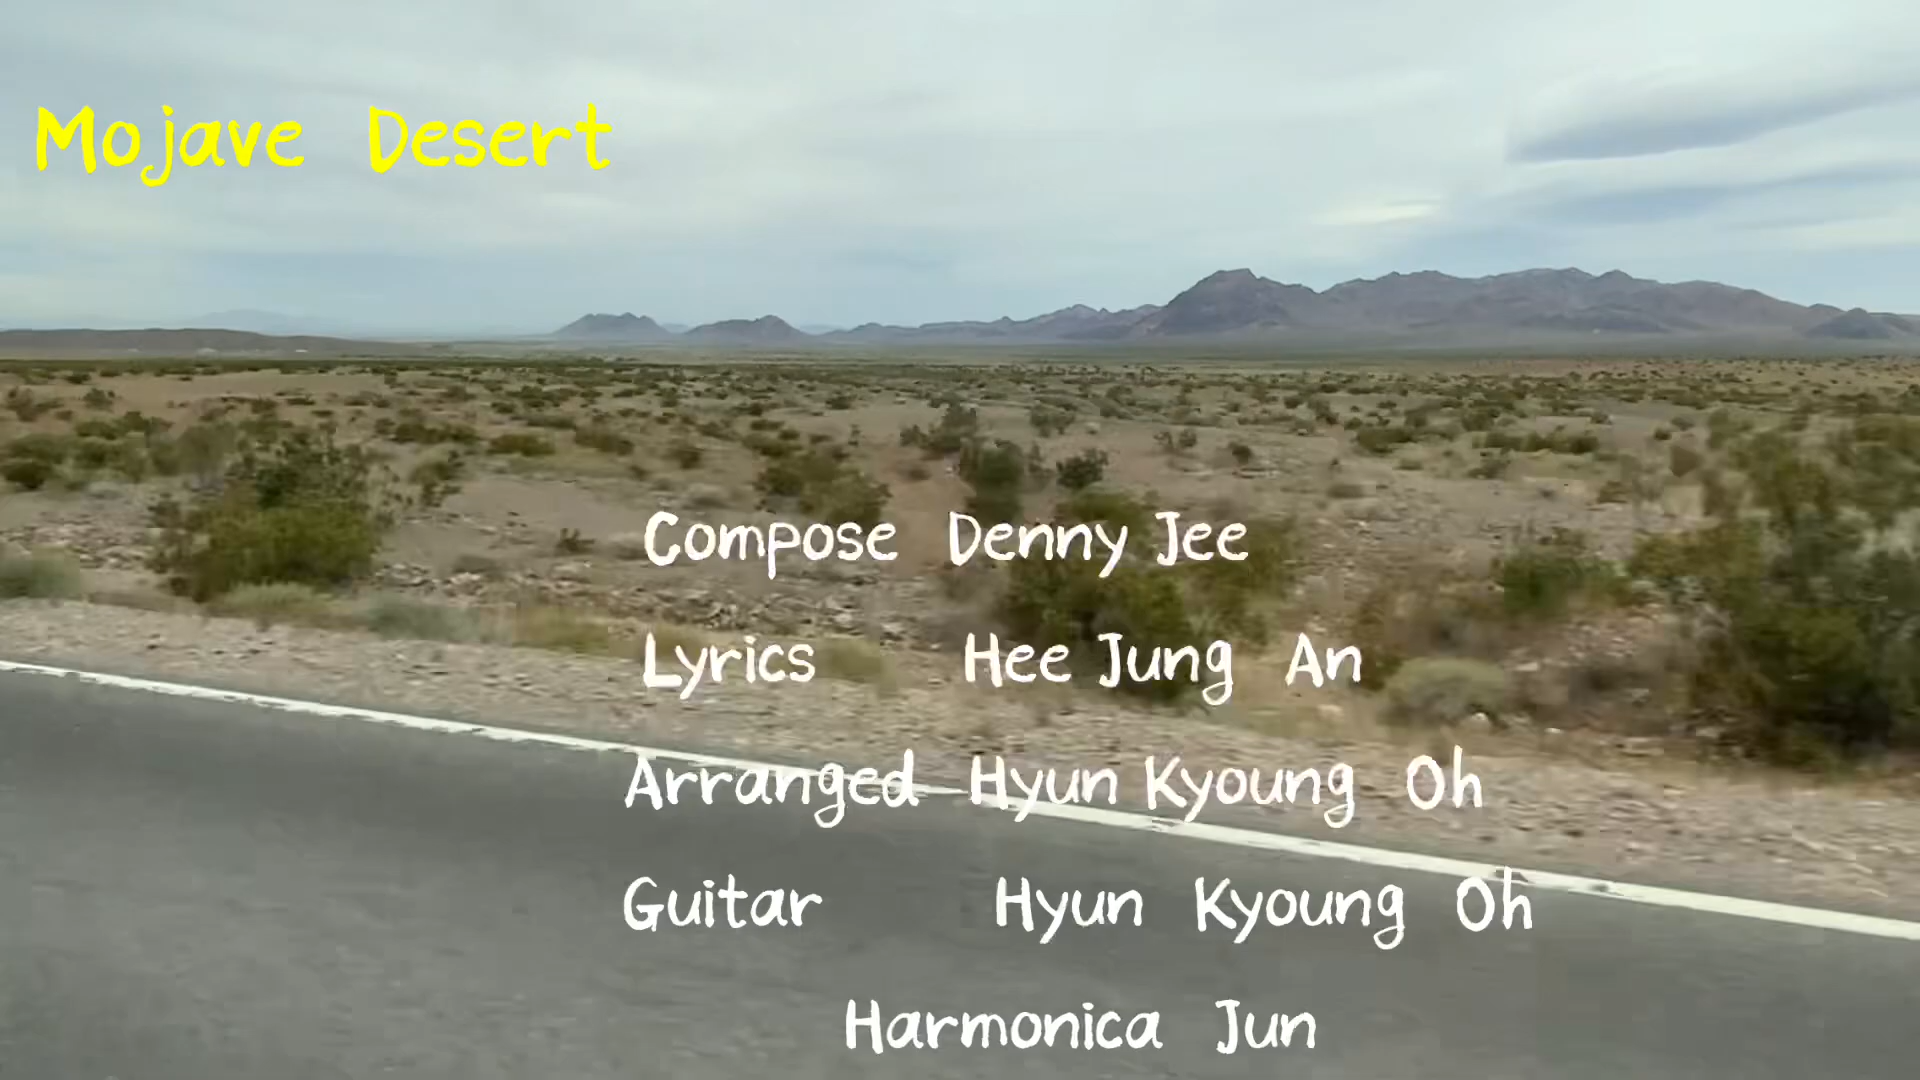 Mojave Desert
Compose Denny Jee
Lyrics Hee Jung An
Arranged Hyun Kyoung Oh
Guitar Hyun Kyoung Oh
Harmonica Jun